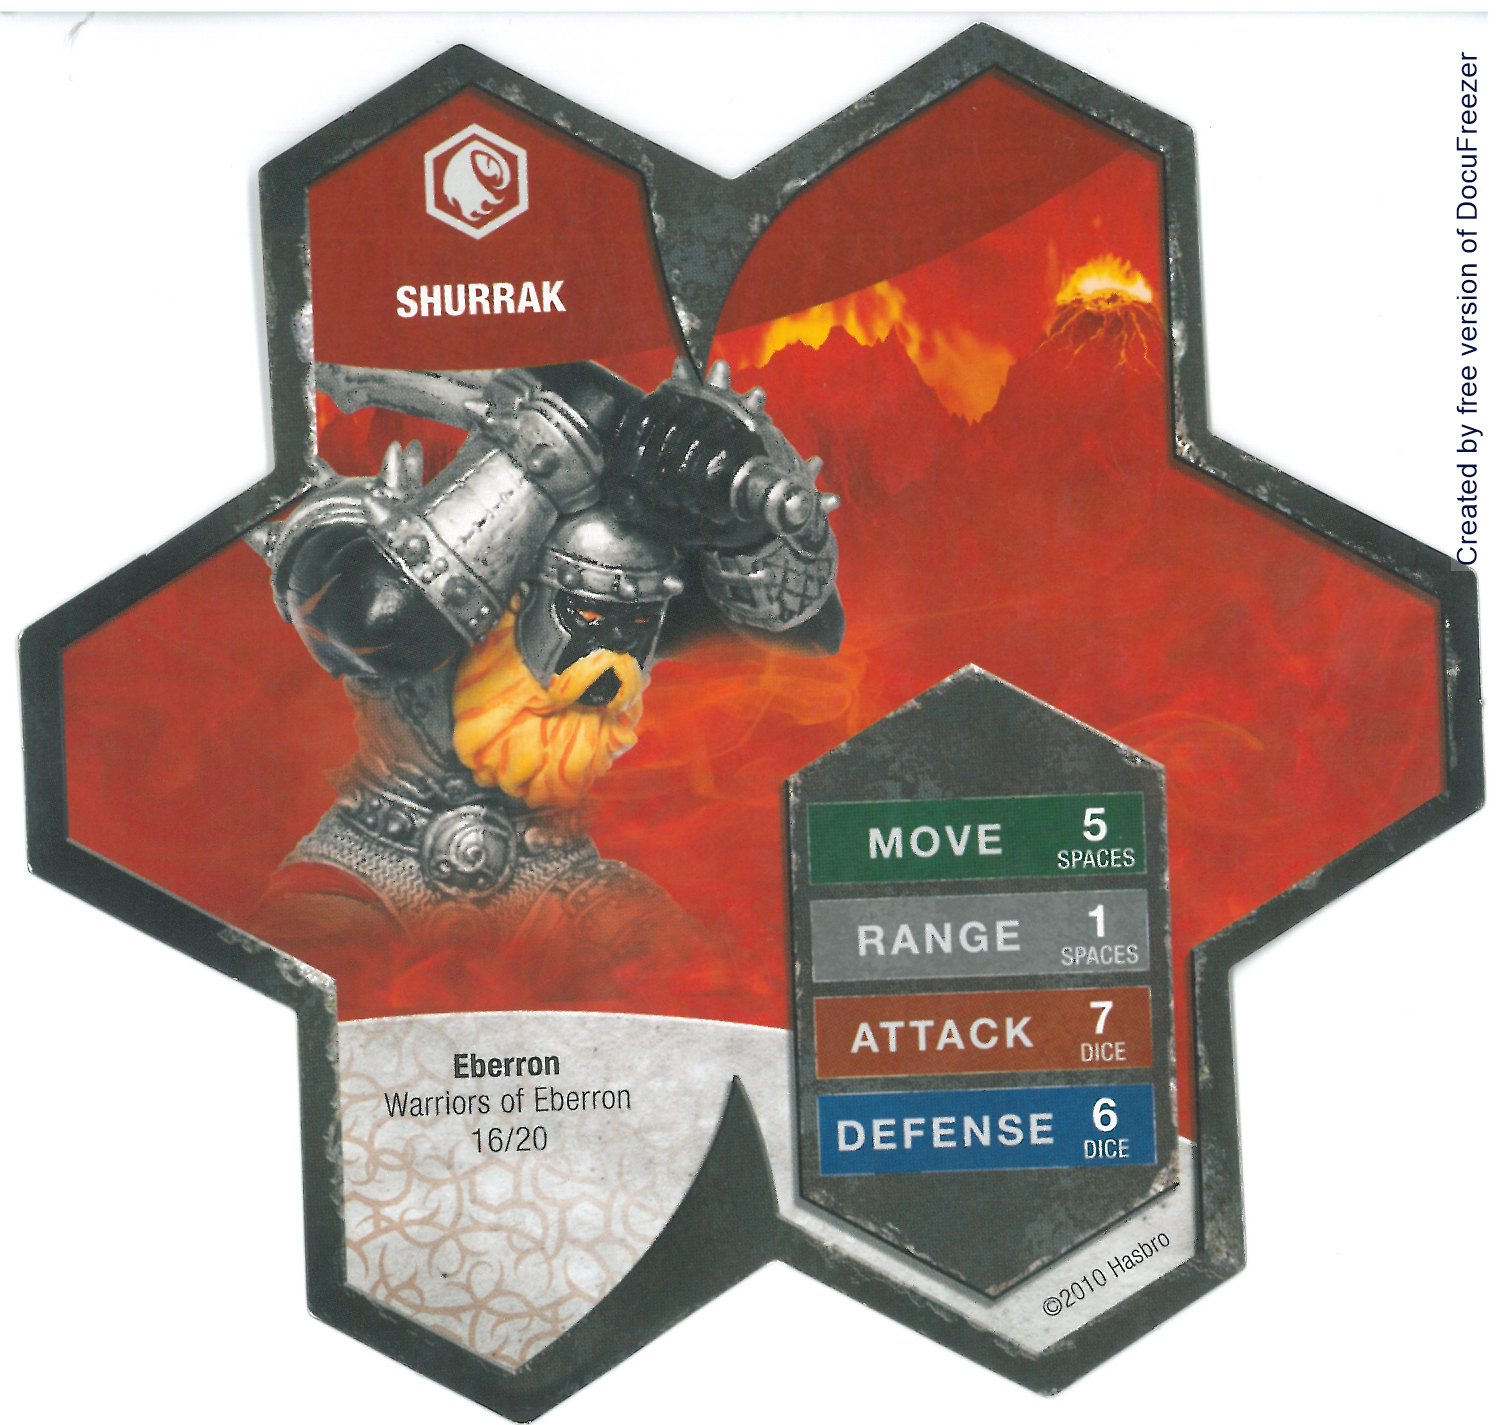 SHURRAK
MOVE 5
SPACES
RANGE 1
SPACES
ATTACK 7
DICE
DEFENSE 6
DICE
Eberron
Warriors of Eberron
16/20
©2010 Hasbro
Created by free version of DocuFreezer